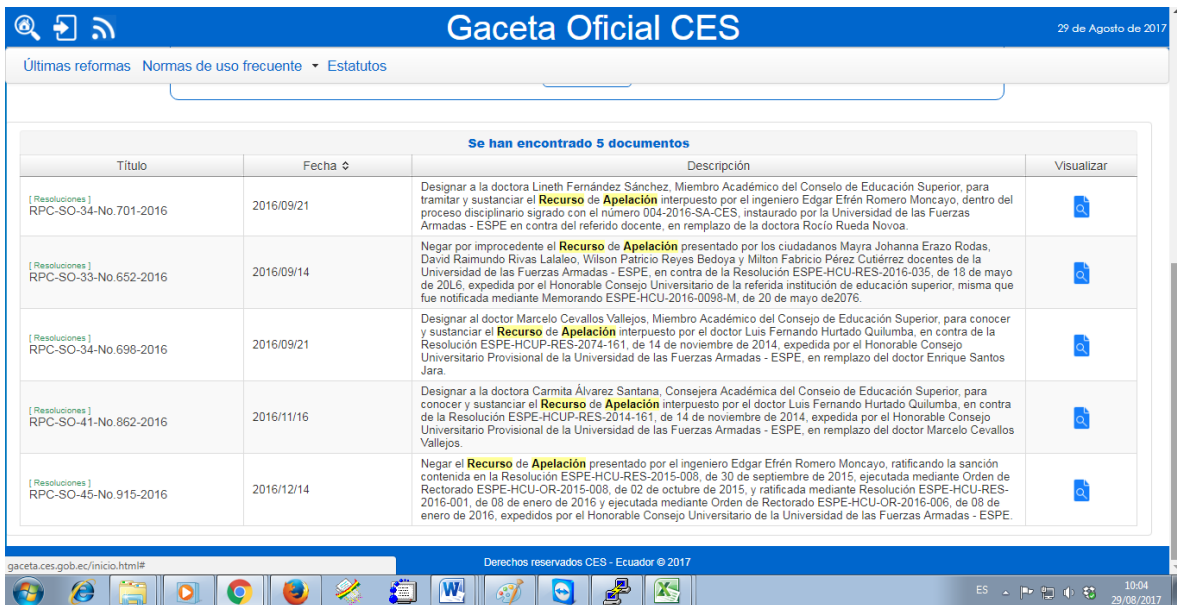 Gaceta Oficial CES
29 de Agosto de 2017
Últimas reformas Normas de uso frecuente Estatutos
Se han encontrado 5 documentos
Título Fecha Descripción Visualizar
[ Resoluciones ]
RPC-SO-34-No.701-2016
2016/09/21
Designar a la doctora Lineth Fernández Sánchez, Miembro Académico del Conselo de Educación Superior, para
tramitar y sustanciar el Recurso de Apelación interpuesto por el ingeniero Edgar Efrén Romero Moncayo, dentro del
proceso disciplinario sigrado con el número 004-2016-SA-CES, instaurado por la Universidad de las Fuerzas
Armadas - ESPE en contra del referido docente, en remplazo de la doctora Rocío Rueda Novoa.
[ Resoluciones ]
RPC-SO-33-No.652-2016
2016/09/14
Negar por improcedente el Recurso de Apelación presentado por los ciudadanos Mayra Johanna Erazo Rodas,
David Raimundo Rivas Lalaleo, Wilson Patricio Reyes Bedoya y Milton Fabricio Pérez Cutiérrez docentes de la
Universidad de las Fuerzas Armadas - ESPE, en contra de la Resolución ESPE-HCU-RES-2016-035, de 18 de mayo
de 20L6, expedida por el Honorable Consejo Universitario de la referida institución de educación superior, misma que
fue notificada mediante Memorando ESPE-HCU-2016-0098-M, de 20 de mayo de2076.
[ Resoluciones ]
RPC-SO-34-No.698-2016
2016/09/21
Designar al doctor Marcelo Cevallos Vallejos, Miembro Académico del Consejo de Educación Superior, para conocer
y sustanciar el Recurso de Apelación interpuesto por el doctor Luis Fernando Hurtado Quilumba, en contra de la
Resolución ESPE-HCUP-RES-2074-161, de 14 de noviembre de 2014, expedida por el Honorable Consejo
Universitario Provisional de la Universidad de las Fuerzas Armadas - ESPE, en remplazo del doctor Enrique Santos
Jara.
[ Resoluciones ]
RPC-SO-41-No.862-2016
2016/11/16
Designar a la doctora Carmita Álvarez Santana, Consejera Académica del Conseio de Educación Superior, para
conocer y sustanciar el Recurso de Apelación interpuesto por el doctor Luis Fernando Hurtado Quilumba, en contra
de la Resolución ESPE-HCUP-RES-2014-161, de 14 de noviembre de 2014, expedida por el Honorable Consejo
Universitario Provisional de la Universidad de las Fuerzas Armadas - ESPE, en remplazo del doctor Marcelo Cevallos
Vallejos.
[ Resoluciones ]
RPC-SO-45-No.915-2016
2016/12/14
Negar el Recurso de Apelación presentado por el ingeniero Edgar Efrén Romero Moncayo, ratificando la sanción
contenida en la Resolución ESPE-HCU-RES-2015-008, de 30 de septiembre de 2015, ejecutada mediante Orden de
Rectorado ESPE-HCU-OR-2015-008, de 02 de octubre de 2015, y ratificada mediante Resolución ESPE-HCU-RES-
2016-001, de 08 de enero de 2016 y ejecutada mediante Orden de Rectorado ESPE-HCU-OR-2016-006, de 08 de
enero de 2016, expedidos por el Honorable Consejo Universitario de la Universidad de las Fuerzas Armadas - ESPE.
gaceta.ces.gob.ec/inicio.html#
Derechos reservados CES - Ecuador © 2017
ES
10:04
29/08/2017